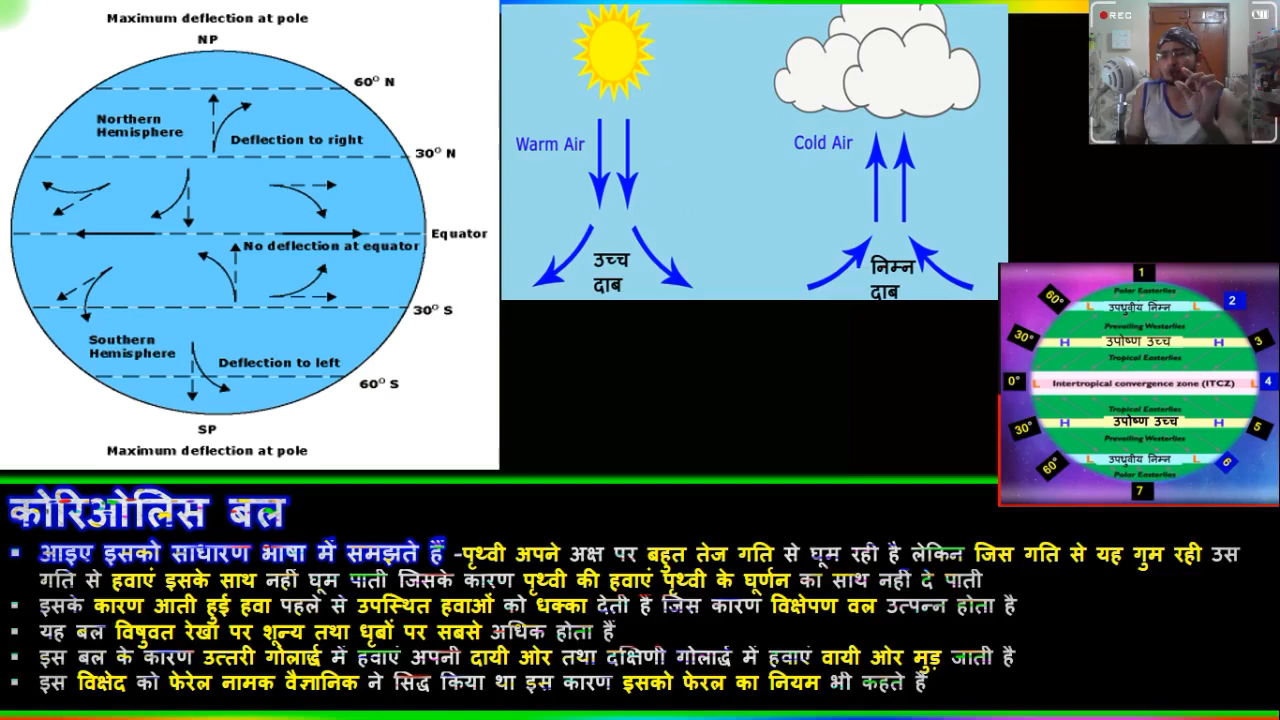 Maximum deflection at pole
NP
60° N
Northern
Hemisphere
Deflection to right
30° N
Equator
No deflection at equator
30° S
Southern
Hemisphere
Deflection to left
60° S
SP
Maximum deflection at pole
Warm Air
Cold Air
उच्च
दाब
निम्न
दाब
REC
1
Polar Easterlies
60°
L उपध्रुवीय निम्न L
2
Prevailing Westerlies
30°
H उपोष्ण उच्च H
3
Tropical Easterlies
0°
L Intertropical convergence zone (ITCZ) L
4
Tropical Easterlies
30°
H उपोष्ण उच्च H
5
Prevailing Westerlies
60°
L उपध्रुवीय निम्न L
6
Polar Easterlies
7
कोरिओलिस बल
▪ आइए इसको साधारण भाषा में समझते हैं -पृथ्वी अपने अक्ष पर बहुत तेज गति से घूम रही है लेकिन जिस गति से यह गुम रही उस
गति से हवाएं इसके साथ नहीं घूम पाती जिसके कारण पृथ्वी की हवाएं पृथ्वी के घूर्णन का साथ नहीं दे पाती
▪ इसके कारण आती हुई हवा पहले से उपस्थित हवाओं को धक्का देती है जिस कारण विक्षेपण वल उत्पन्न होता है
▪ यह बल विषुवत रेखा पर शून्य तथा धृबों पर सबसे अधिक होता हैं
▪ इस बल के कारण उत्तरी गोलार्द्ध में हवाएं अपनी दायी ओर तथा दक्षिणी गोलार्द्ध में हवाएं वायी ओर मुड़ जाती है
▪ इस विक्षेद को फेरेल नामक वैज्ञानिक ने सिद्ध किया था इस कारण इसको फेरल का नियम भी कहते हैं